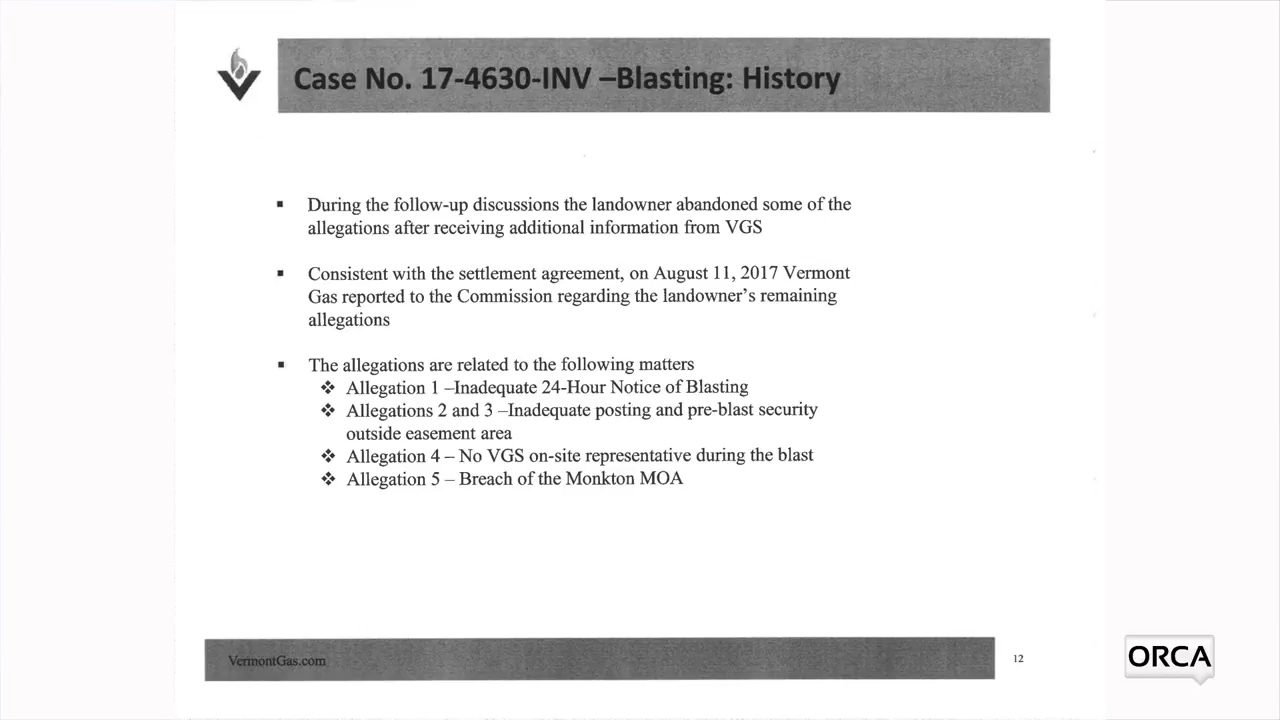 Case No. 17-4630-INV –Blasting: History
▪ During the follow-up discussions the landowner abandoned some of the
allegations after receiving additional information from VGS
▪ Consistent with the settlement agreement, on August 11, 2017 Vermont
Gas reported to the Commission regarding the landowner's remaining
allegations
▪ The allegations are related to the following matters
❖ Allegation 1 –Inadequate 24-Hour Notice of Blasting
❖ Allegations 2 and 3 –Inadequate posting and pre-blast security
outside easement area
❖ Allegation 4 – No VGS on-site representative during the blast
❖ Allegation 5 – Breach of the Monkton MOA
VermontGas.com
12
ORCA